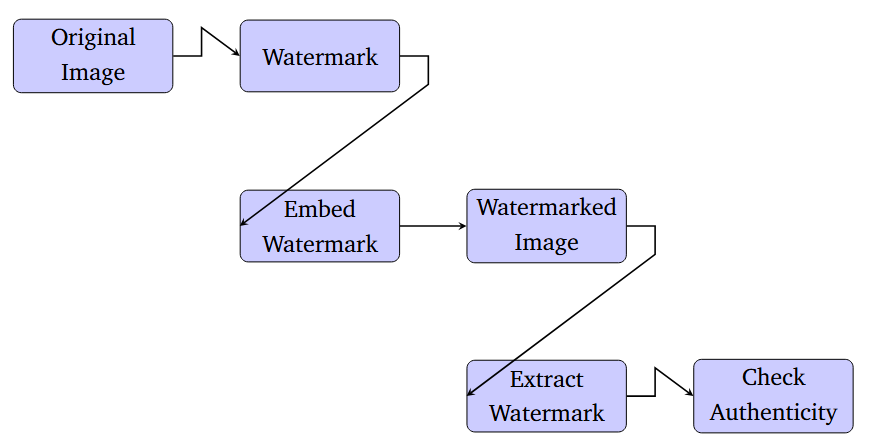 Original
Image
Watermark
Embed
Watermark
Watermarked
Image
Extract
Watermark
Check
Authenticity